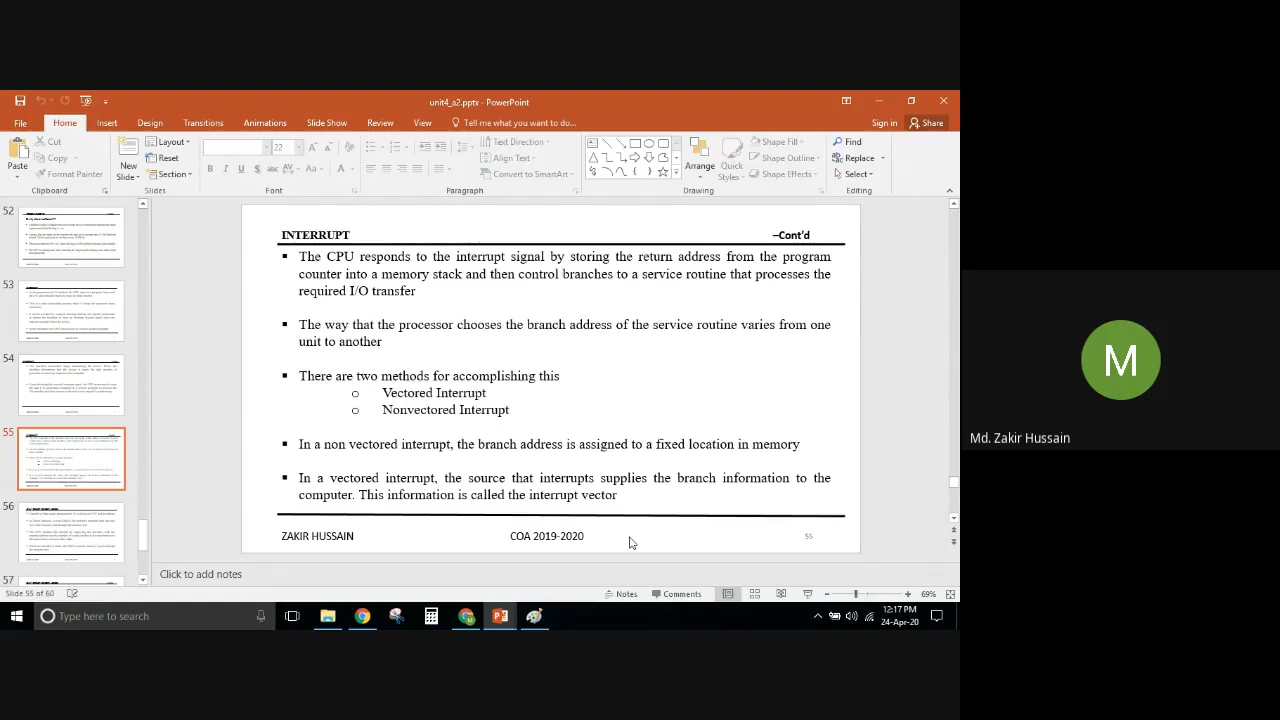 unit4_a2.pptx - PowerPoint
File Home Insert Design Transitions Animations Slide Show Review View Tell me what you want to do... Sign in Share
Paste Cut Copy Format Painter Clipboard
New Slide Layout Reset Section Slides
22 Font
Text Direction Align Text Convert to SmartArt Paragraph
Arrange Quick Styles Shape Fill Shape Outline Shape Effects Drawing
Find Replace Select Editing
52
53
54
55
56
57
INTERRUPT –Cont'd
The CPU responds to the interrupt signal by storing the return address from the program
counter into a memory stack and then control branches to a service routine that processes the
required I/O transfer
The way that the processor chooses the branch address of the service routine varies from one
unit to another
There are two methods for accomplishing this
Vectored Interrupt
Nonvectored Interrupt
In a non vectored interrupt, the branch address is assigned to a fixed location in memory
In a vectored interrupt, the source that interrupts supplies the branch information to the
computer. This information is called the interrupt vector
ZAKIR HUSSAIN COA 2019-2020 55
Click to add notes
Slide 55 of 60 Notes Comments 69%
Type here to search
12:17 PM
24-Apr-20
M
Md. Zakir Hussain